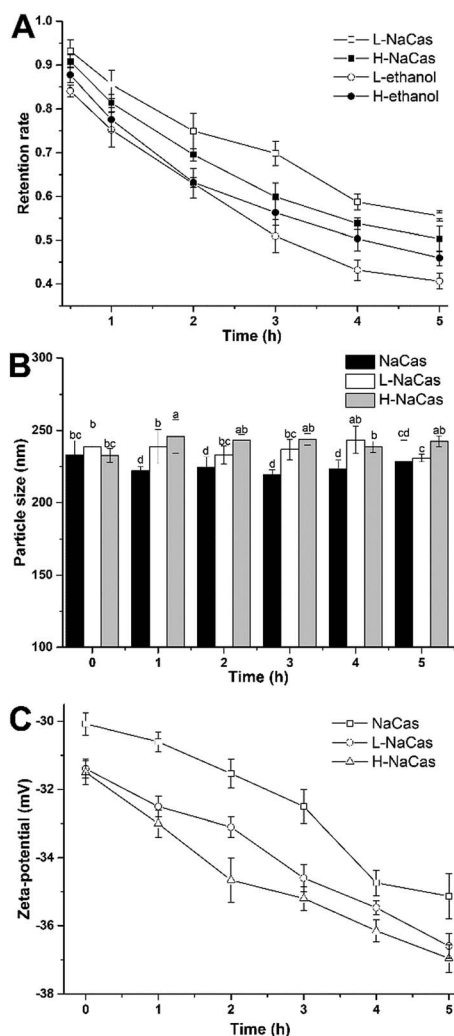 A
L-NaCas
H-NaCas
L-ethanol
H-ethanol
Retention rate
1.0
0.9
0.8
0.7
0.6
0.5
0.4
1 2 3 4 5
Time (h)
B
NaCas
L-NaCas
H-NaCas
Particle size (nm)
300
250
200
150
100
bc b bc
d a
d bc ab
d bc ab
d ab b
cd c ab
0 1 2 3 4 5
Time (h)
C
NaCas
L-NaCas
H-NaCas
Zeta-potential (mV)
-30
-32
-34
-36
-38
0 1 2 3 4 5
Time (h)